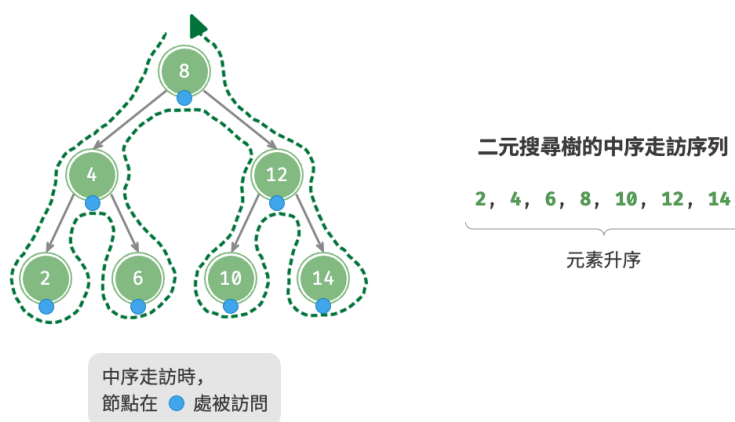 8
4
12
2
6
10
14
二元搜尋樹的中序走訪序列
2, 4, 6, 8, 10, 12, 14
元素升序
中序走訪時，
節點在 處被訪問